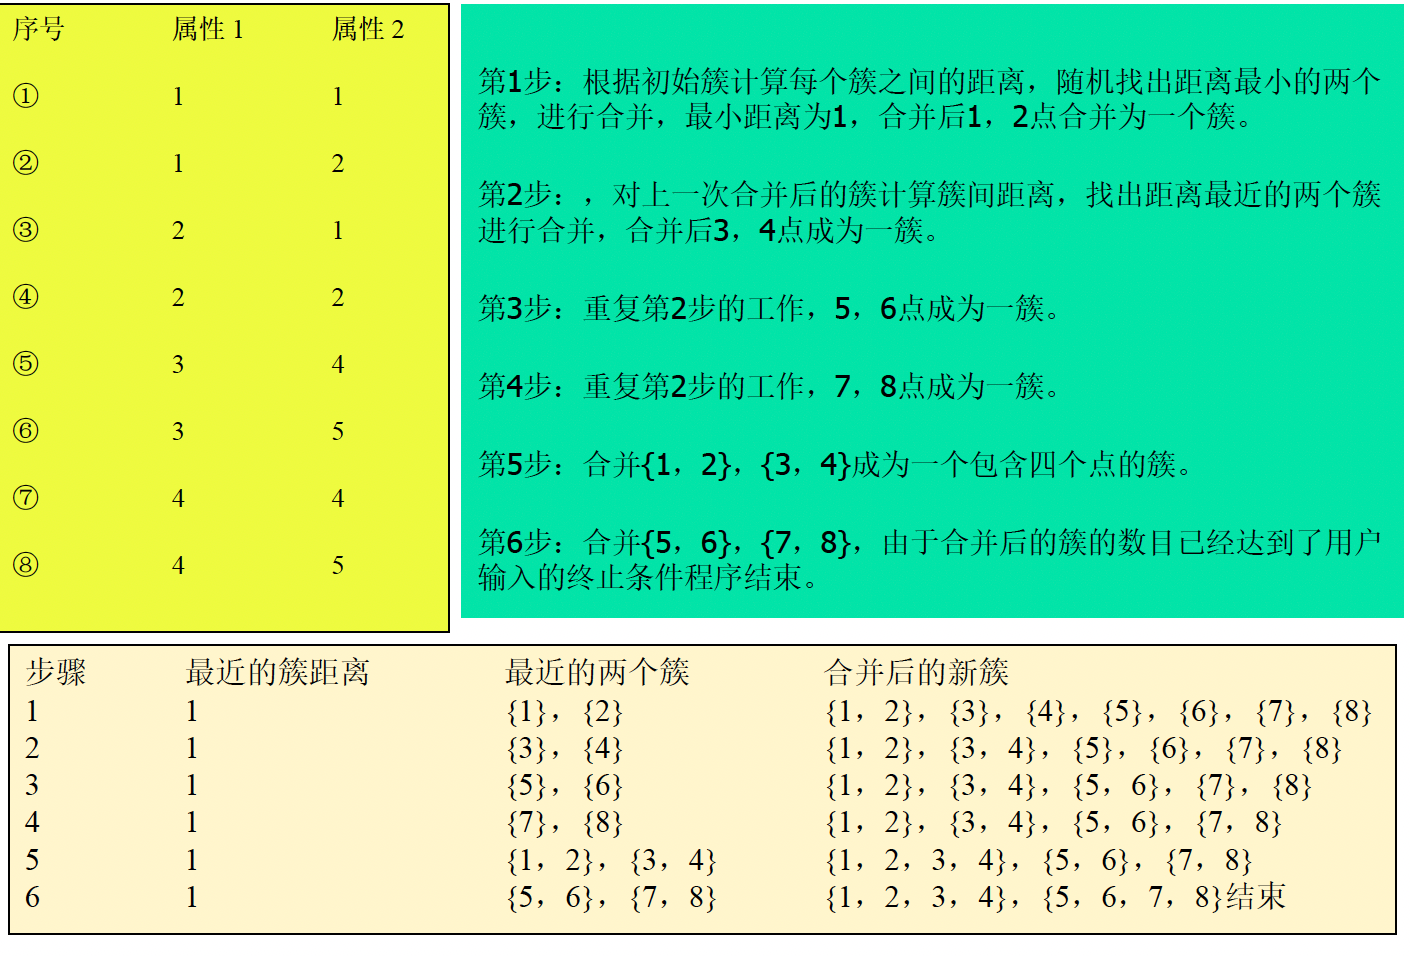 序号 属性 1 属性 2
① 1 1
② 1 2
③ 2 1
④ 2 2
⑤ 3 4
⑥ 3 5
⑦ 4 4
⑧ 4 5
第1步：根据初始簇计算每个簇之间的距离，随机找出距离最小的两个
簇，进行合并，最小距离为1，合并后1，2点合并为一个簇。
第2步：，对上一次合并后的簇计算簇间距离，找出距离最近的两个簇
进行合并，合并后3，4点成为一簇。
第3步：重复第2步的工作，5，6点成为一簇。
第4步：重复第2步的工作，7，8点成为一簇。
第5步：合并{1，2}，{3，4}成为一个包含四个点的簇。
第6步：合并{5，6}，{7，8}，由于合并后的簇的数目已经达到了用户
输入的终止条件程序结束。
步骤 最近的簇距离 最近的两个簇 合并后的新簇
1 1 {1}，{2} {1，2}，{3}，{4}，{5}，{6}，{7}，{8}
2 1 {3}，{4} {1，2}，{3，4}，{5}，{6}，{7}，{8}
3 1 {5}，{6} {1，2}，{3，4}，{5，6}，{7}，{8}
4 1 {7}，{8} {1，2}，{3，4}，{5，6}，{7，8}
5 1 {1，2}，{3，4} {1，2，3，4}，{5，6}，{7，8}
6 1 {5，6}，{7，8} {1，2，3，4}，{5，6，7，8}结束